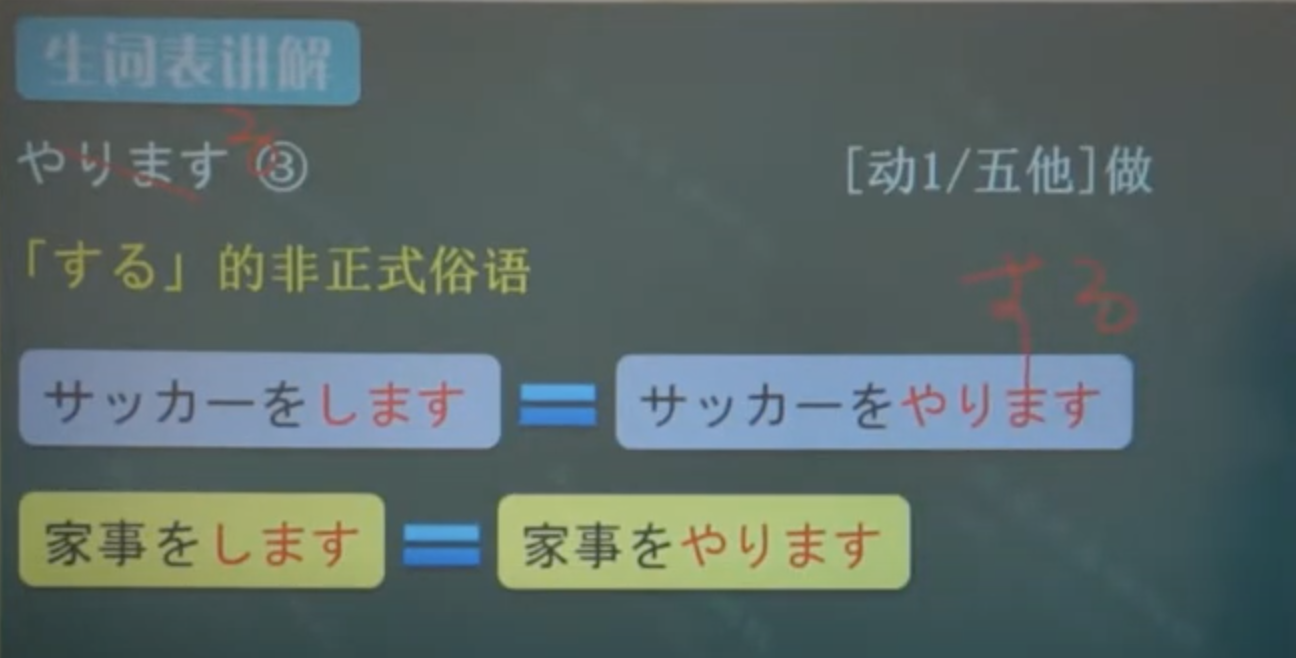 生词表讲解
やります③ [动1/五他]做
「する」的非正式俗语
する
サッカーをします = サッカーをやります
家事をします = 家事をやります